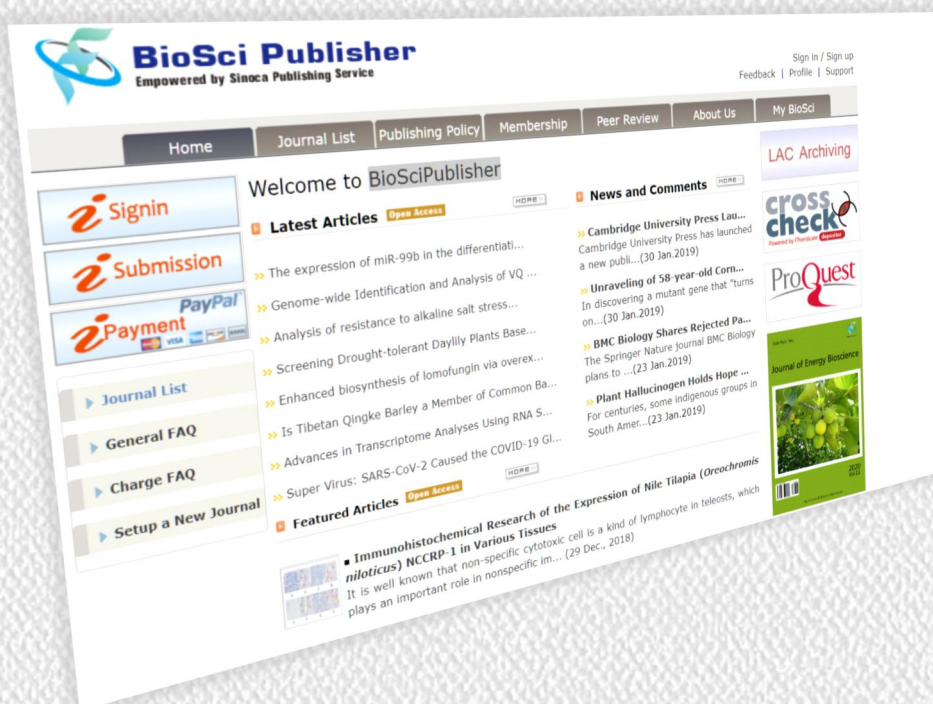 BioSci Publisher
Empowered by Sinoca Publishing Service
Sign in / Sign up
Feedback | Profile | Support
Home
Journal List
Publishing Policy
Membership
Peer Review
About Us
My BioSci
Signin
Submission
PayPal
Payment
VISA
Journal List
General FAQ
Charge FAQ
Setup a New Journal
Welcome to BioSciPublisher
Latest Articles Open Access
MORE
The expression of miR-99b in the differentiati...
Genome-wide Identification and Analysis of VQ ...
Analysis of resistance to alkaline salt stress...
Screening Drought-tolerant Daylily Plants Base...
Enhanced biosynthesis of lomofungin via overex...
Is Tibetan Qingke Barley a Member of Common Ba...
Advances in Transcriptome Analyses Using RNA S...
Super Virus: SARS-CoV-2 Caused the COVID-19 Gl...
Featured Articles Open Access
MORE
Immunohistochemical Research of the Expression of Nile Tilapia (Oreochromis
niloticus) NCCRP-1 in Various Tissues
It is well known that non-specific cytotoxic cell is a kind of lymphocyte in teleosts, which
plays an important role in nonspecific im... (29 Dec., 2018)
News and Comments
MORE
Cambridge University Press Lau...
Cambridge University Press has launched
a new publi...(30 Jan.2019)
Unraveling of 58-year-old Corn...
In discovering a mutant gene that "turns
on...(30 Jan.2019)
BMC Biology Shares Rejected Pa...
The Springer Nature journal BMC Biology
plans to ...(23 Jan.2019)
Plant Hallucinogen Holds Hope ...
For centuries, some indigenous groups in
South Amer...(23 Jan.2019)
LAC Archiving
cross
check
Powered by iThenticate depositor
ProQuest
Journal of Energy Bioscience
2020